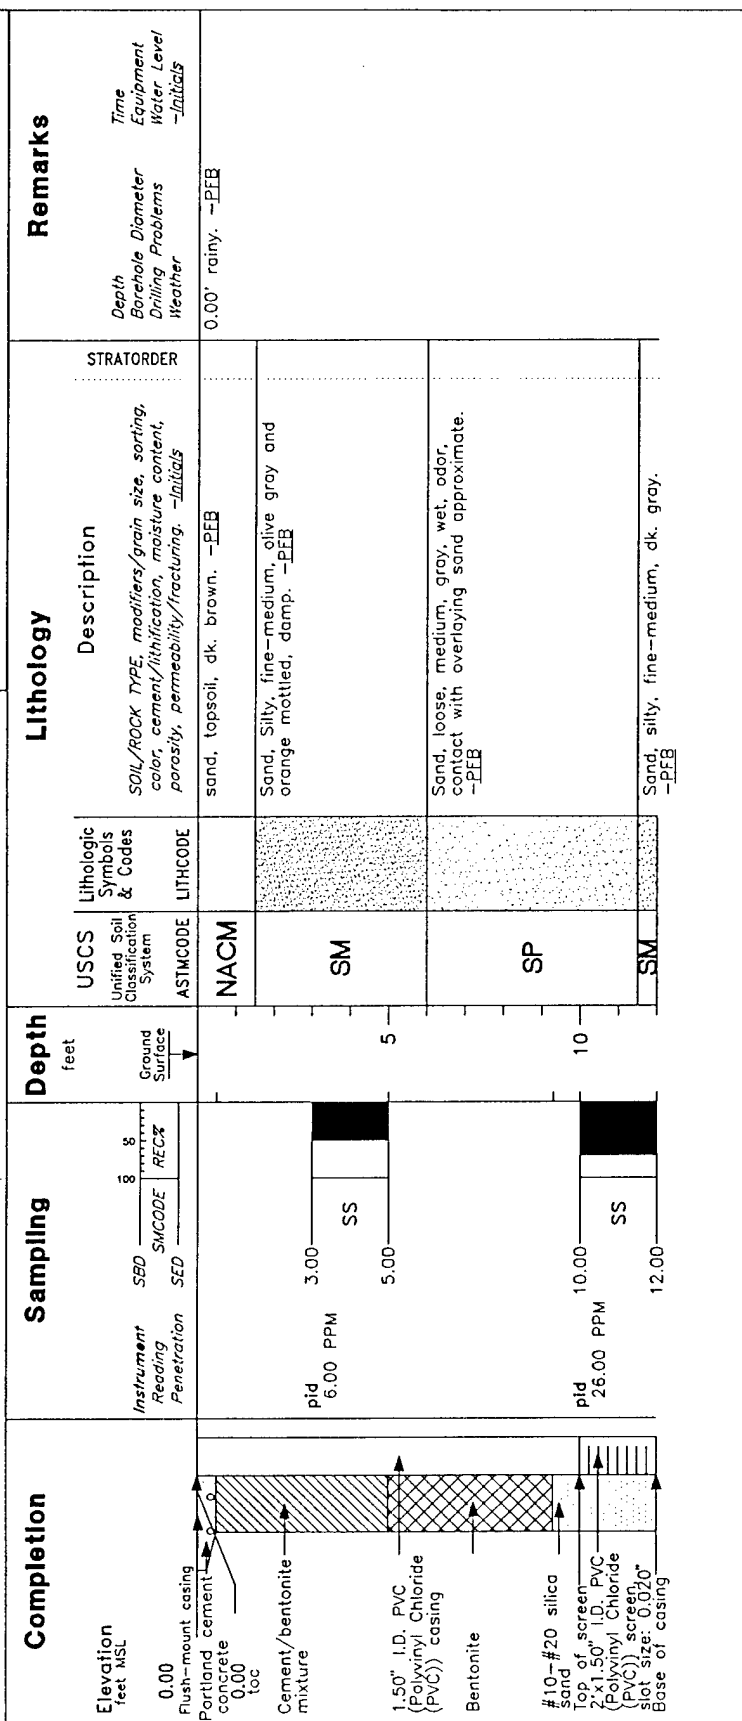 Completion
Sampling
Depth
Lithology
Remarks
Elevation
feet MSL
Instrument
Reading
Penetration
SBD
SMCODE
SED
REC%
50
100
feet
Ground
Surface
USCS
Unified Soil
Classification
System
ASTMCODE
Lithologic
Symbols
& Codes
LITHCODE
Description
SOIL/ROCK TYPE, modifiers/grain size, sorting,
color, cement/lithification, moisture content,
porosity, permeability/fracturing. -Initials
STRATORDER
Depth
Borehole Diameter
Drilling Problems
Weather
Time
Equipment
Water Level
-Initials
0.00
Flush-mount casing
Portland cement
concrete
0.00
toc
Cement/bentonite
mixture
1.50" I.D. PVC
(Polyvinyl Chloride
(PVC)) casing
Bentonite
#10-#20 silica
sand
Top of screen
2'x1.50" I.D. PVC
(Polyvinyl Chloride
(PVC)) screen,
slot size: 0.020"
Base of casing
pid
6.00 PPM
3.00
SS
5.00
pid
26.00 PPM
10.00
SS
12.00
5
10
NACM
SM
SP
SM
sand, topsoil, dk. brown. -PFB
Sand, Silty, fine-medium, olive gray and
orange mottled, damp. -PFB
Sand, loose, medium, gray, wet, odor,
contact with overlaying sand approximate.
-PFB
Sand, silty, fine-medium, dk. gray.
-PFB
0.00' rainy. -PFB